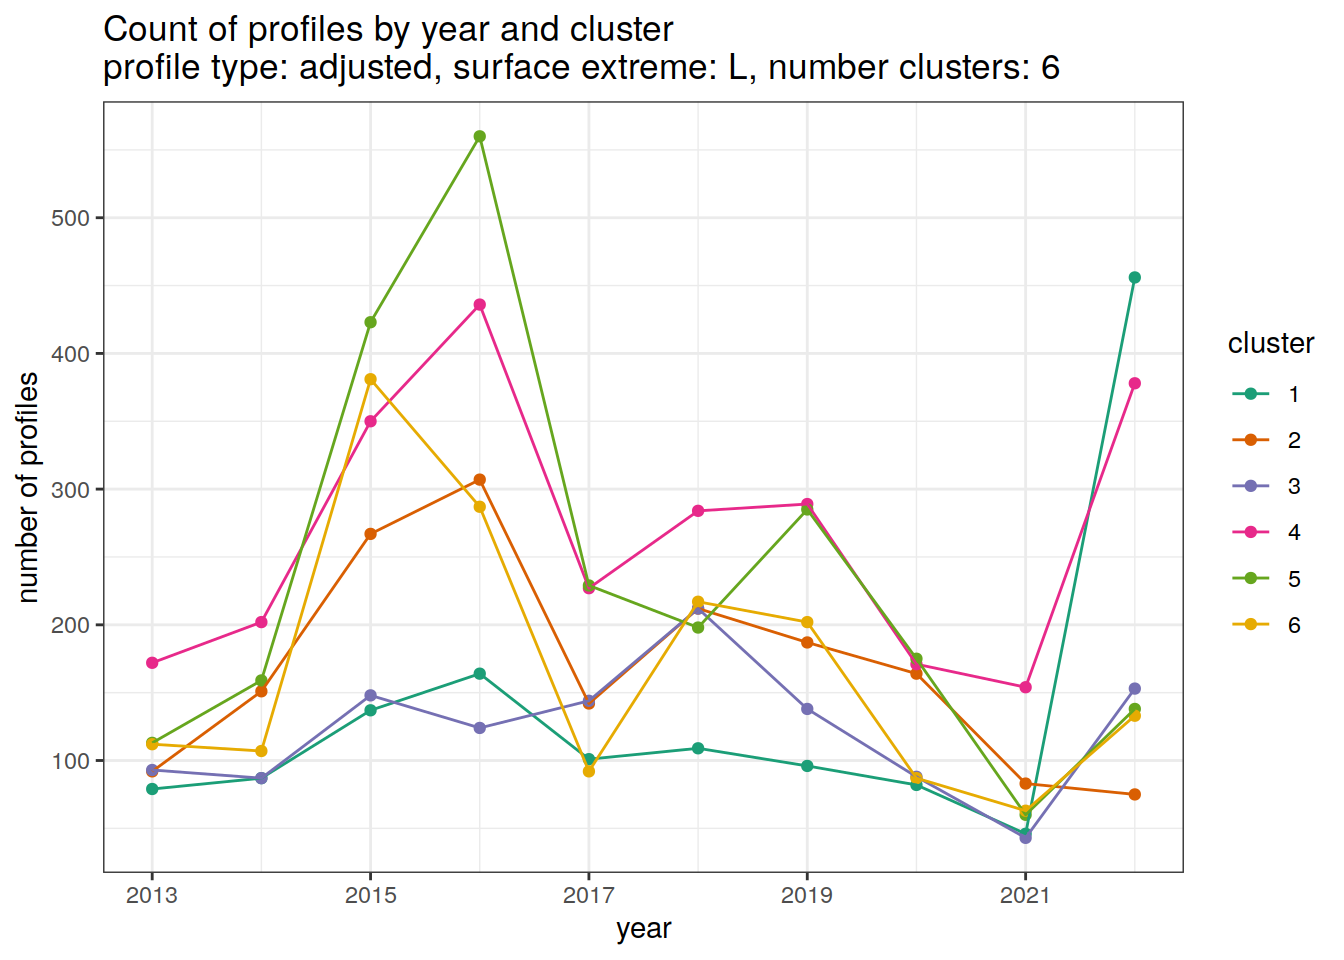 Count of profiles by year and cluster
profile type: adjusted, surface extreme: L, number clusters: 6
500
400
300
200
100
number of profiles
2013 2015 2017 2019 2021
year
cluster
1
2
3
4
5
6